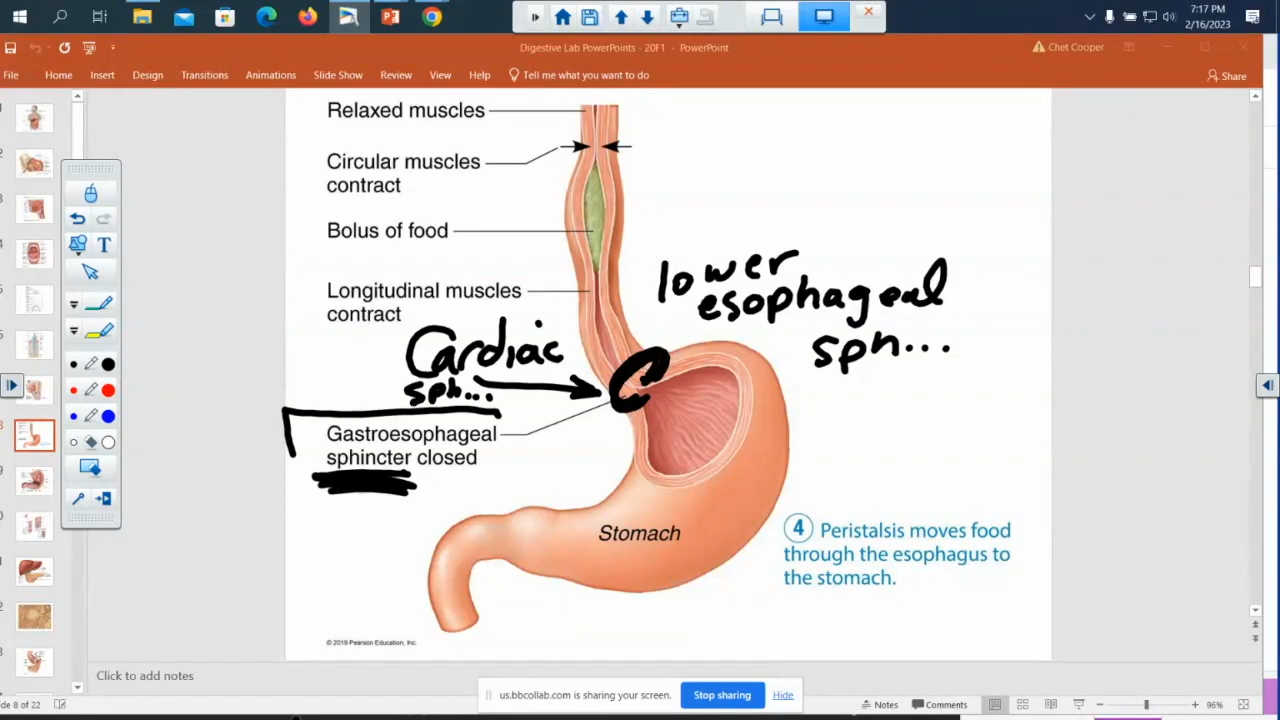 7:17 PM
2/16/2023
Digestive Lab PowerPoints - 20F1 - PowerPoint
Chet Cooper
File Home Insert Design Transitions Animations Slide Show Review View Help Tell me what you want to do Share
Relaxed muscles
Circular muscles
contract
Bolus of food
Longitudinal muscles
contract
lower
esophageal
sph...
Cardiac
sph...
Gastroesophageal
sphincter closed
Stomach
4 Peristalsis moves food
through the esophagus to
the stomach.
© 2019 Pearson Education, Inc.
T
Click to add notes
us.bbcollab.com is sharing your screen. Stop sharing Hide
8 of 22 Notes Comments 96%